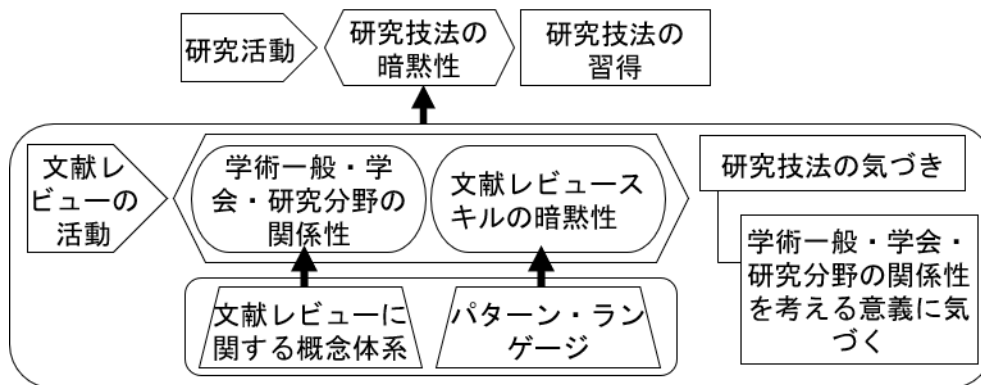 研究活動
研究技法の
暗黙性
研究技法の
習得
文献レ
ビューの
活動
学術一般・学
会・研究分野の
関係性
文献レビュース
キルの暗黙性
研究技法の気づき
学術一般・学会・
研究分野の関係性
を考える意義に気
づく
文献レビューに
関する概念体系
パターン・ラン
ゲージ